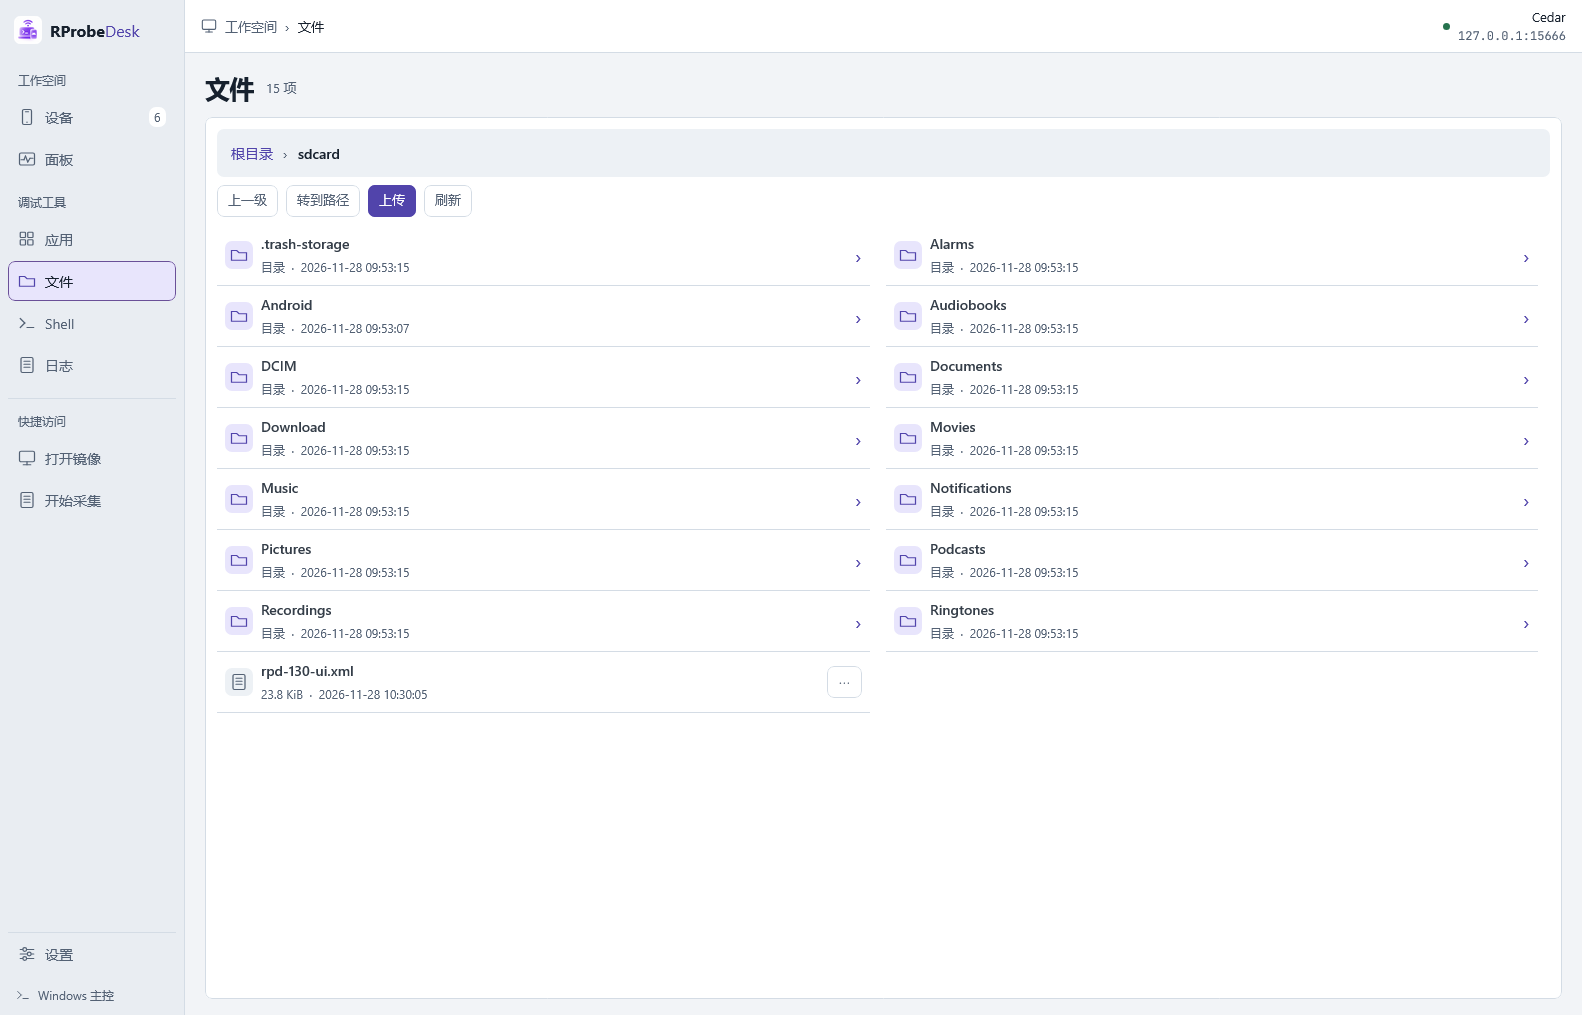 RProbeDesk
工作空间
设备
6
面板
调试工具
应用
文件
Shell
日志
快捷访问
打开镜像
开始采集
设置
Windows 主控
工作空间 › 文件
Cedar
127.0.0.1:15666
文件 15 项
根目录 › sdcard
上一级 转到路径 上传 刷新
.trash-storage
目录 · 2026-11-28 09:53:15
Alarms
目录 · 2026-11-28 09:53:15
Android
目录 · 2026-11-28 09:53:07
Audiobooks
目录 · 2026-11-28 09:53:15
DCIM
目录 · 2026-11-28 09:53:15
Documents
目录 · 2026-11-28 09:53:15
Download
目录 · 2026-11-28 09:53:15
Movies
目录 · 2026-11-28 09:53:15
Music
目录 · 2026-11-28 09:53:15
Notifications
目录 · 2026-11-28 09:53:15
Pictures
目录 · 2026-11-28 09:53:15
Podcasts
目录 · 2026-11-28 09:53:15
Recordings
目录 · 2026-11-28 09:53:15
Ringtones
目录 · 2026-11-28 09:53:15
rpd-130-ui.xml
23.8 KiB · 2026-11-28 10:30:05
...